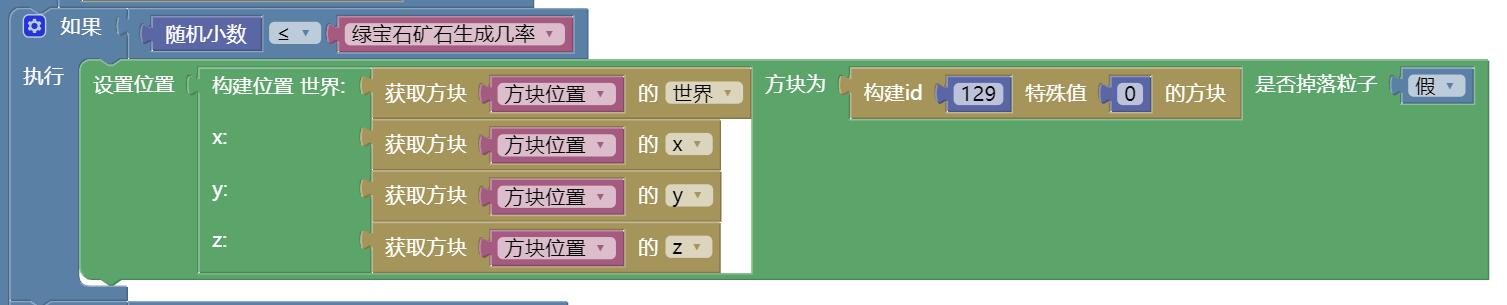 如果 随机小数 ≤ 绿宝石矿石生成几率
执行 设置位置 构建位置 世界: 获取方块 方块位置 的 世界 方块为 构建id 129 特殊值 0 的方块 是否掉落粒子 假
x: 获取方块 方块位置 的 x
y: 获取方块 方块位置 的 y
z: 获取方块 方块位置 的 z